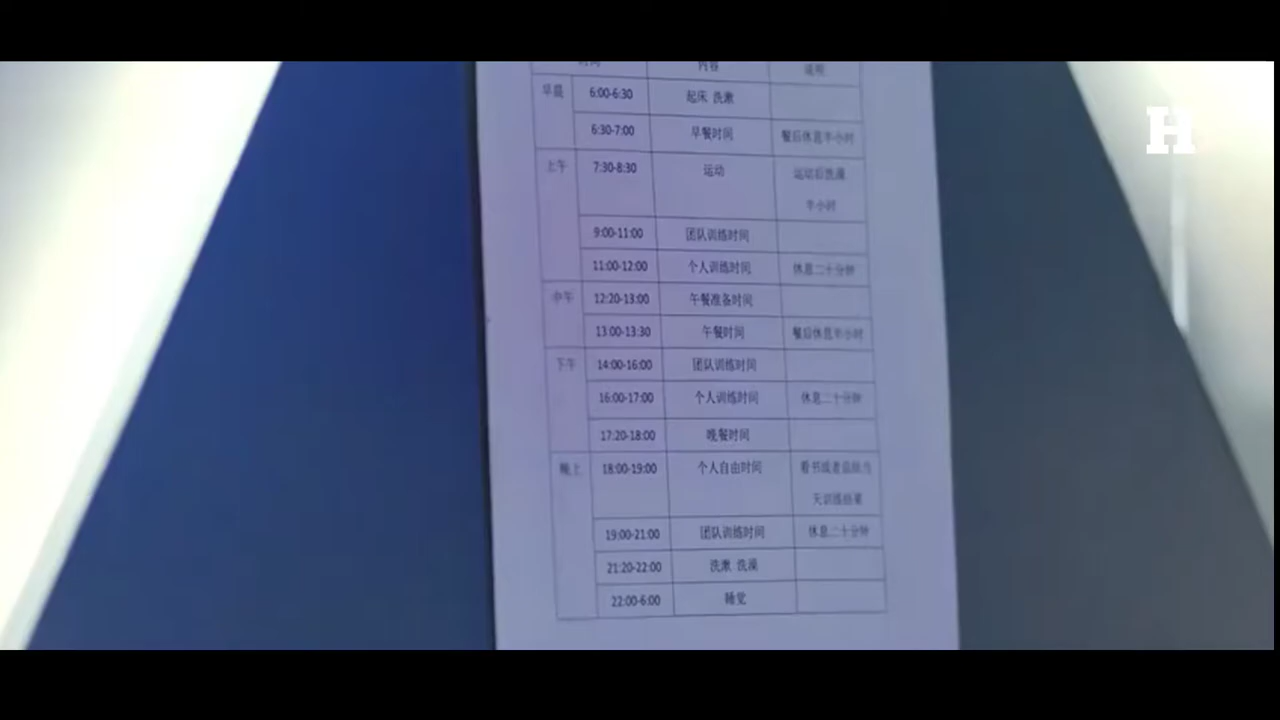 时间 内容 说明
早晨 6:00-6:30 起床 洗漱
6:30-7:00 早餐时间 餐后休息半小时
上午 7:30-8:30 运动 运动后洗澡
半小时
9:00-11:00 团队训练时间
11:00-12:00 个人训练时间 休息二十分钟
中午 12:20-13:00 午餐准备时间
13:00-13:30 午餐时间 餐后休息半小时
下午 14:00-16:00 团队训练时间
16:00-17:00 个人训练时间 休息二十分钟
17:20-18:00 晚餐时间
晚上 18:00-19:00 个人自由时间 看书或者总结当
天训练结果
19:00-21:00 团队训练时间 休息二十分钟
21:20-22:00 洗漱 洗澡
22:00-6:00 睡觉
H